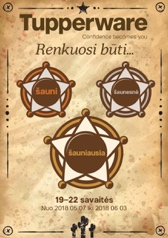 Tupperware
Confidence becomes you
Renkuosi būti...
šauni
šaunesnė
šauniausia
19–22 savaitės
Nuo 2018 05 07 iki 2018 06 03